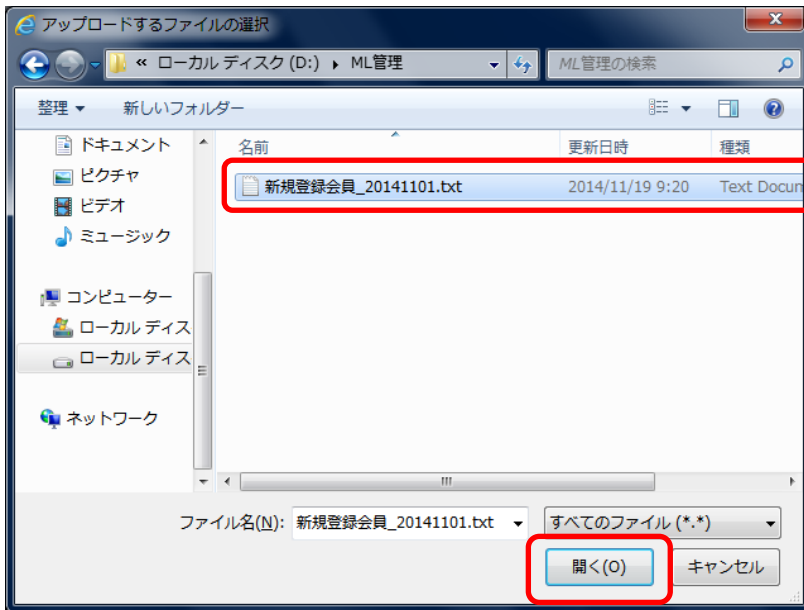 アップロードするファイルの選択
« ローカル ディスク (D:) ▸ ML管理
ML管理の検索
整理 ▼ 新しいフォルダー
名前 更新日時 種類
新規登録会員_20141101.txt 2014/11/19 9:20 Text Docum
ドキュメント
ピクチャ
ビデオ
ミュージック
コンピューター
ローカル ディス
ローカル ディス
ネットワーク
ファイル名(N): 新規登録会員_20141101.txt すべてのファイル (*.*)
開く(O) キャンセル